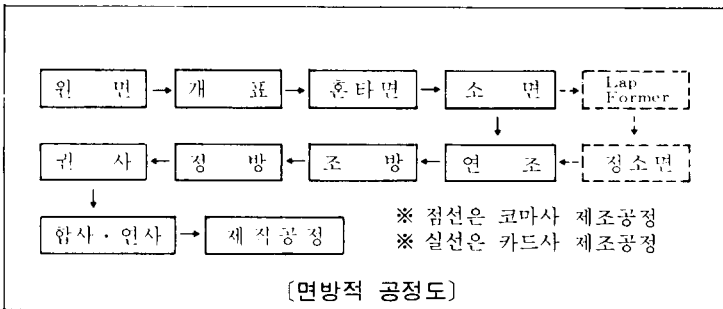 원 면 개 표 혼타면 소 면 Lap Former
권 사 정 방 조 방 연 조 정소면
합사·연사 제직공정
※ 점선은 코마사 제조공정
※ 실선은 카드사 제조공정
〔면방적 공정도〕